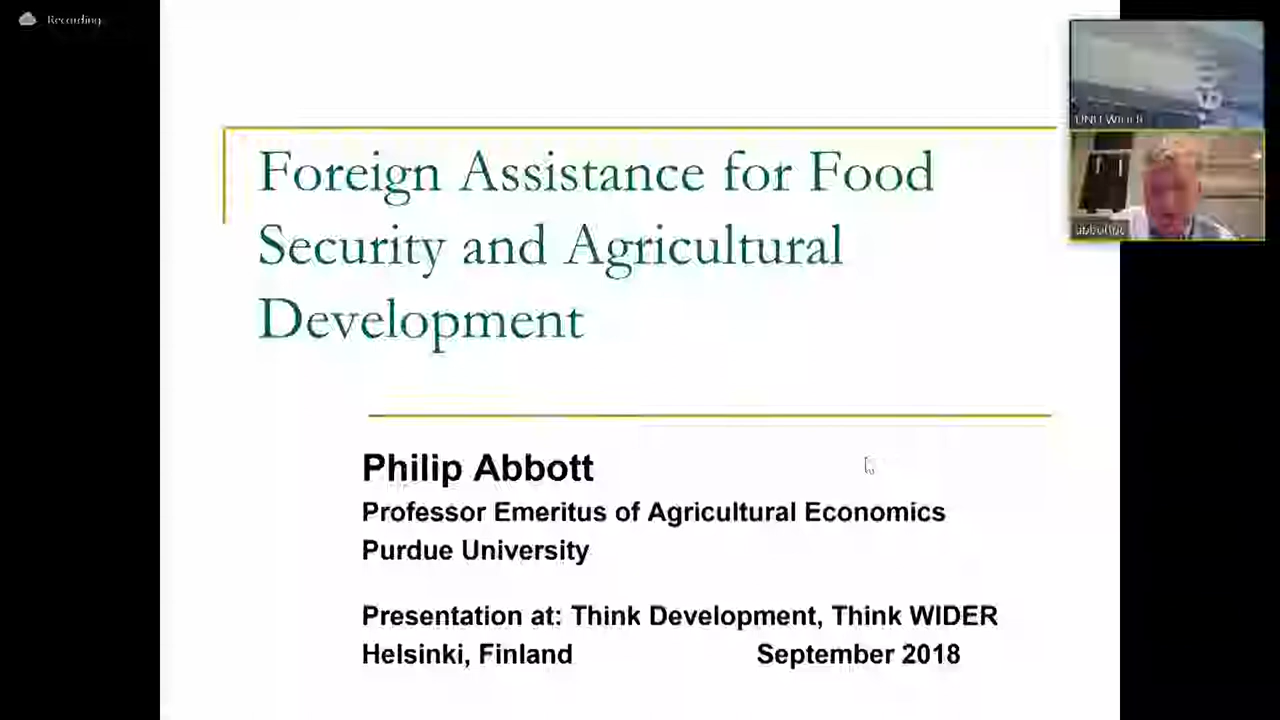 Recording
Foreign Assistance for Food
Security and Agricultural
Development
Philip Abbott
Professor Emeritus of Agricultural Economics
Purdue University
Presentation at: Think Development, Think WIDER
Helsinki, Finland September 2018